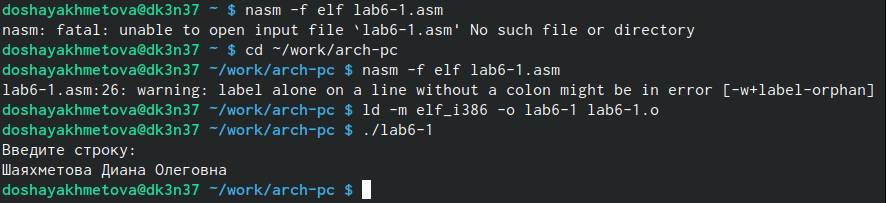 doshayakhmetova@dk3n37 ~ $ nasm -f elf lab6-1.asm
nasm: fatal: unable to open input file `lab6-1.asm' No such file or directory
doshayakhmetova@dk3n37 ~ $ cd ~/work/arch-pc
doshayakhmetova@dk3n37 ~/work/arch-pc $ nasm -f elf lab6-1.asm
lab6-1.asm:26: warning: label alone on a line without a colon might be in error [-w+label-orphan]
doshayakhmetova@dk3n37 ~/work/arch-pc $ ld -m elf_i386 -o lab6-1 lab6-1.o
doshayakhmetova@dk3n37 ~/work/arch-pc $ ./lab6-1
Введите строку:
Шаяхметова Диана Олеговна
doshayakhmetova@dk3n37 ~/work/arch-pc $